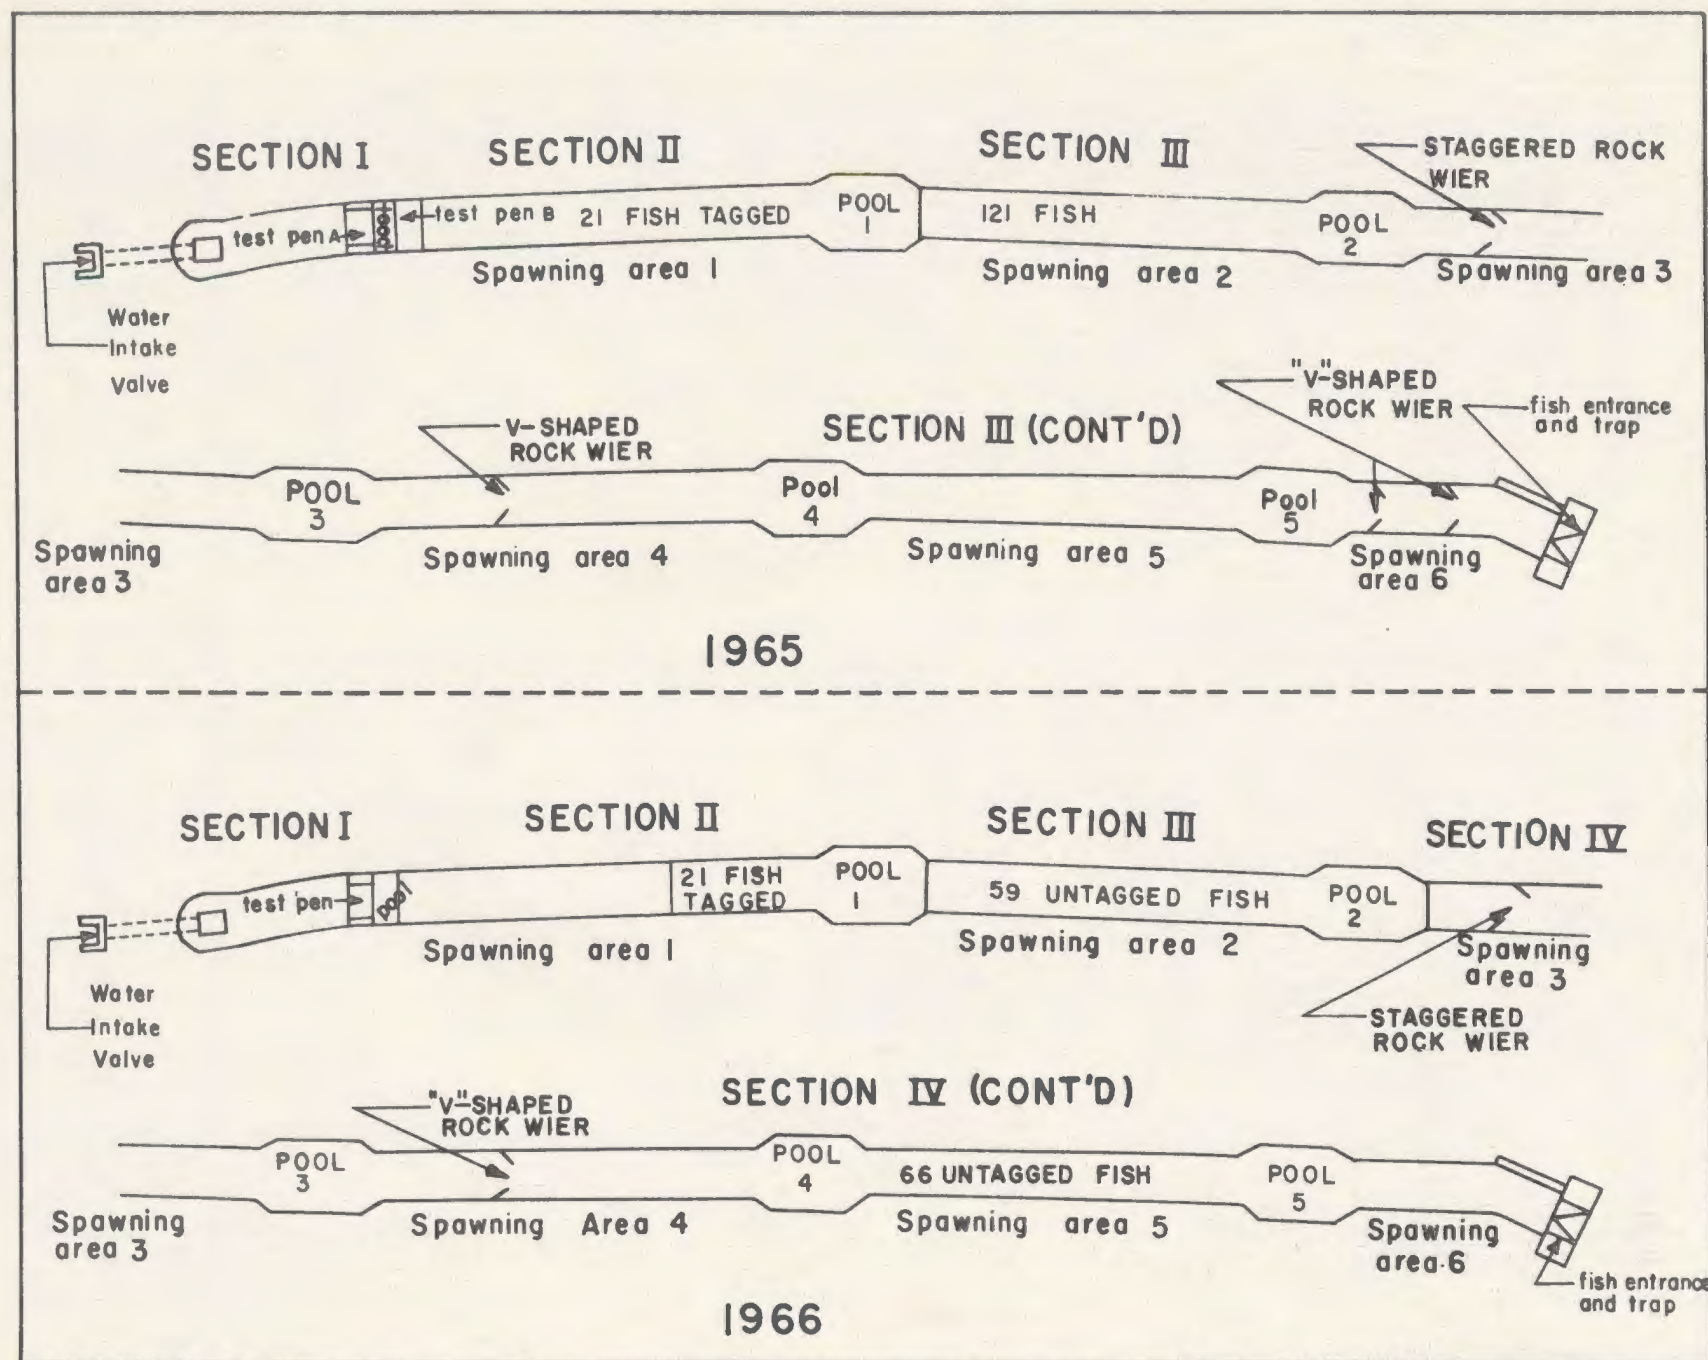 SECTION I
SECTION II
SECTION III
STAGGERED ROCK
WIER
test pen A
test pen B
21 FISH TAGGED
POOL
1
121 FISH
POOL
2
Spawning area 1
Spawning area 2
Spawning area 3
Water
Intake
Valve
V-SHAPED
ROCK WIER
SECTION III (CONT'D)
"V"-SHAPED
ROCK WIER
fish entrance
and trap
POOL
3
Pool
4
Pool
5
Spawning
area 3
Spawning area 4
Spawning area 5
Spawning
area 6
1965
SECTION I
SECTION II
SECTION III
SECTION IV
test pen
pool
21 FISH
TAGGED
POOL
1
59 UNTAGGED FISH
POOL
2
Spawning area 1
Spawning area 2
Spawning
area 3
Water
Intake
Valve
STAGGERED
ROCK WIER
"V"-SHAPED
ROCK WIER
SECTION IV (CONT'D)
POOL
3
POOL
4
66 UNTAGGED FISH
POOL
5
Spawning
area 3
Spawning Area 4
Spawning area 5
Spawning
area.6
fish entrance
and trap
1966